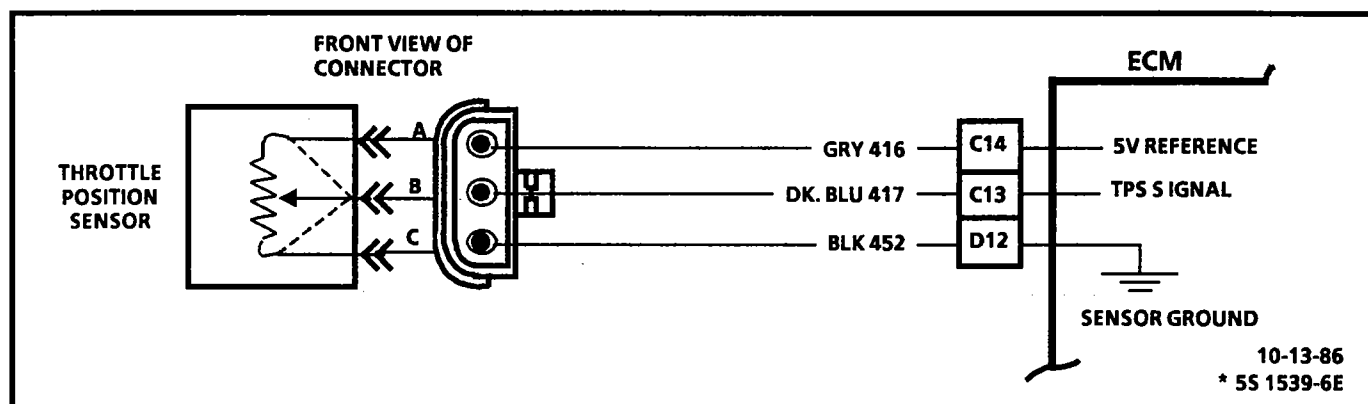 FRONT VIEW OF
CONNECTOR
ECM
THROTTLE
POSITION
SENSOR
A
B
C
GRY 416
DK. BLU 417
BLK 452
C14
C13
D12
5V REFERENCE
TPS S IGNAL
SENSOR GROUND
10-13-86
* 5S 1539-6E